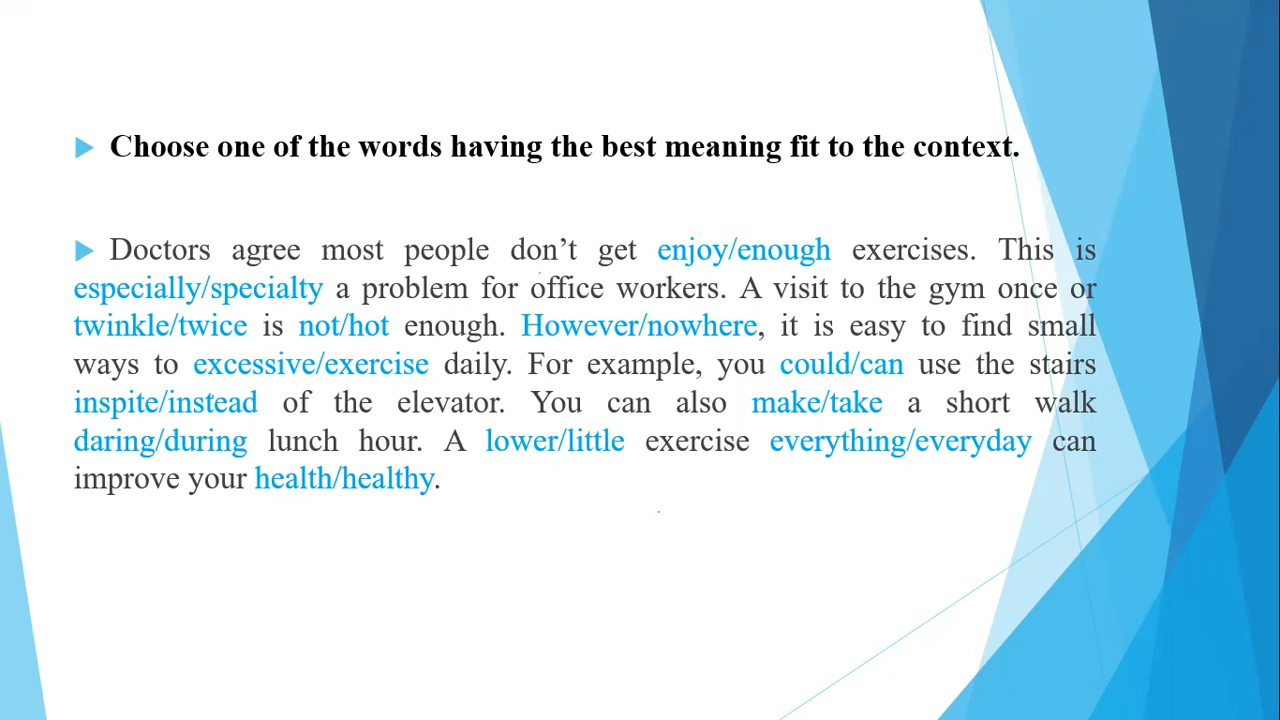 Choose one of the words having the best meaning fit to the context.
Doctors agree most people don’t get enjoy/enough exercises. This is
especially/specialty a problem for office workers. A visit to the gym once or
twinkle/twice is not/hot enough. However/nowhere, it is easy to find small
ways to excessive/exercise daily. For example, you could/can use the stairs
inspite/instead of the elevator. You can also make/take a short walk
daring/during lunch hour. A lower/little exercise everything/everyday can
improve your health/healthy.